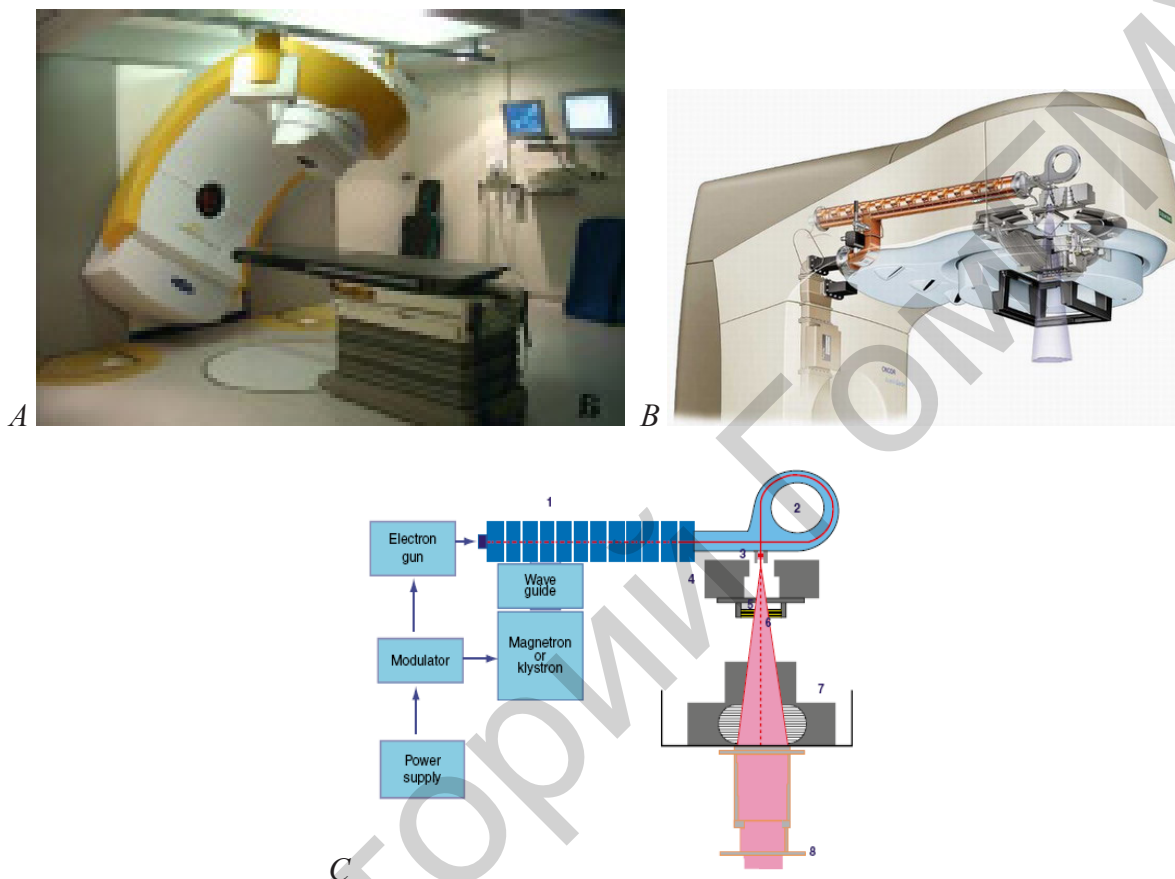 A
B
1
2
Electron
gun
3
4
Wave
guide
5
6
Modulator
Magnetron
or
klystron
7
Power
supply
8
C